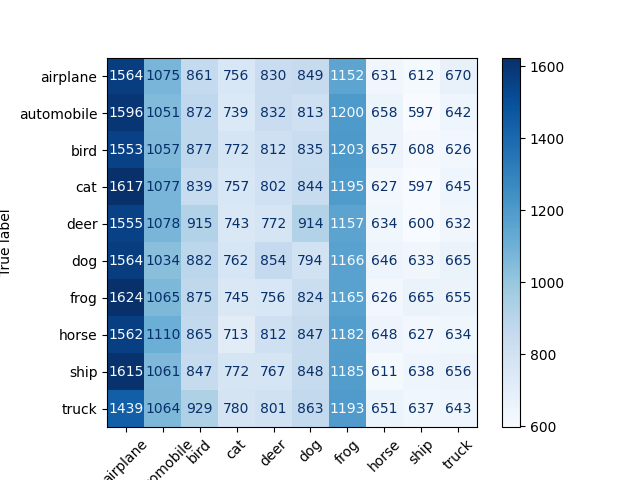 airplane 1564 1075 861 756 830 849 1152 631 612 670
automobile 1596 1051 872 739 832 813 1200 658 597 642
bird 1553 1057 877 772 812 835 1203 657 608 626
cat 1617 1077 839 757 802 844 1195 627 597 645
deer 1555 1078 915 743 772 914 1157 634 600 632
dog 1564 1034 882 762 854 794 1166 646 633 665
frog 1624 1065 875 745 756 824 1165 626 665 655
horse 1562 1110 865 713 812 847 1182 648 627 634
ship 1615 1061 847 772 767 848 1185 611 638 656
truck 1439 1064 929 780 801 863 1193 651 637 643
airplane omobile bird cat deer dog frog horse ship truck
True label
1600
1400
1200
1000
800
600